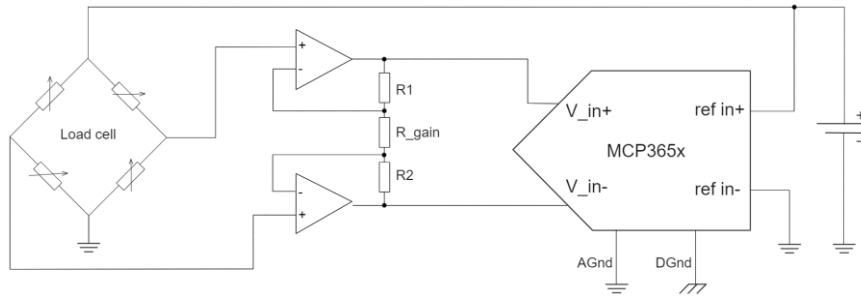 +
-
R1
Load cell
R_gain
V_in+
ref in+
MCP365x
+
-
R2
V_in-
ref in-
-
+
AGnd
DGnd